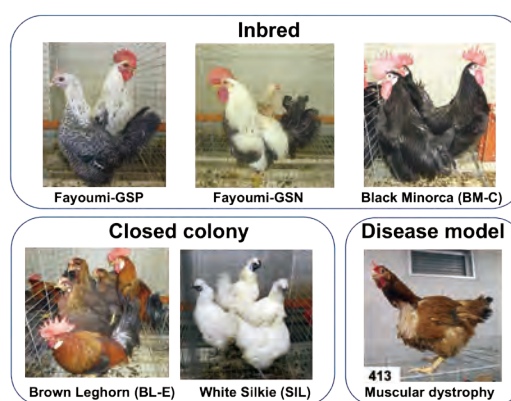 Inbred
Fayoumi-GSP
Fayoumi-GSN
Black Minorca (BM-C)
Closed colony
Disease model
Brown Leghorn (BL-E)
White Silkie (SIL)
413
Muscular dystrophy